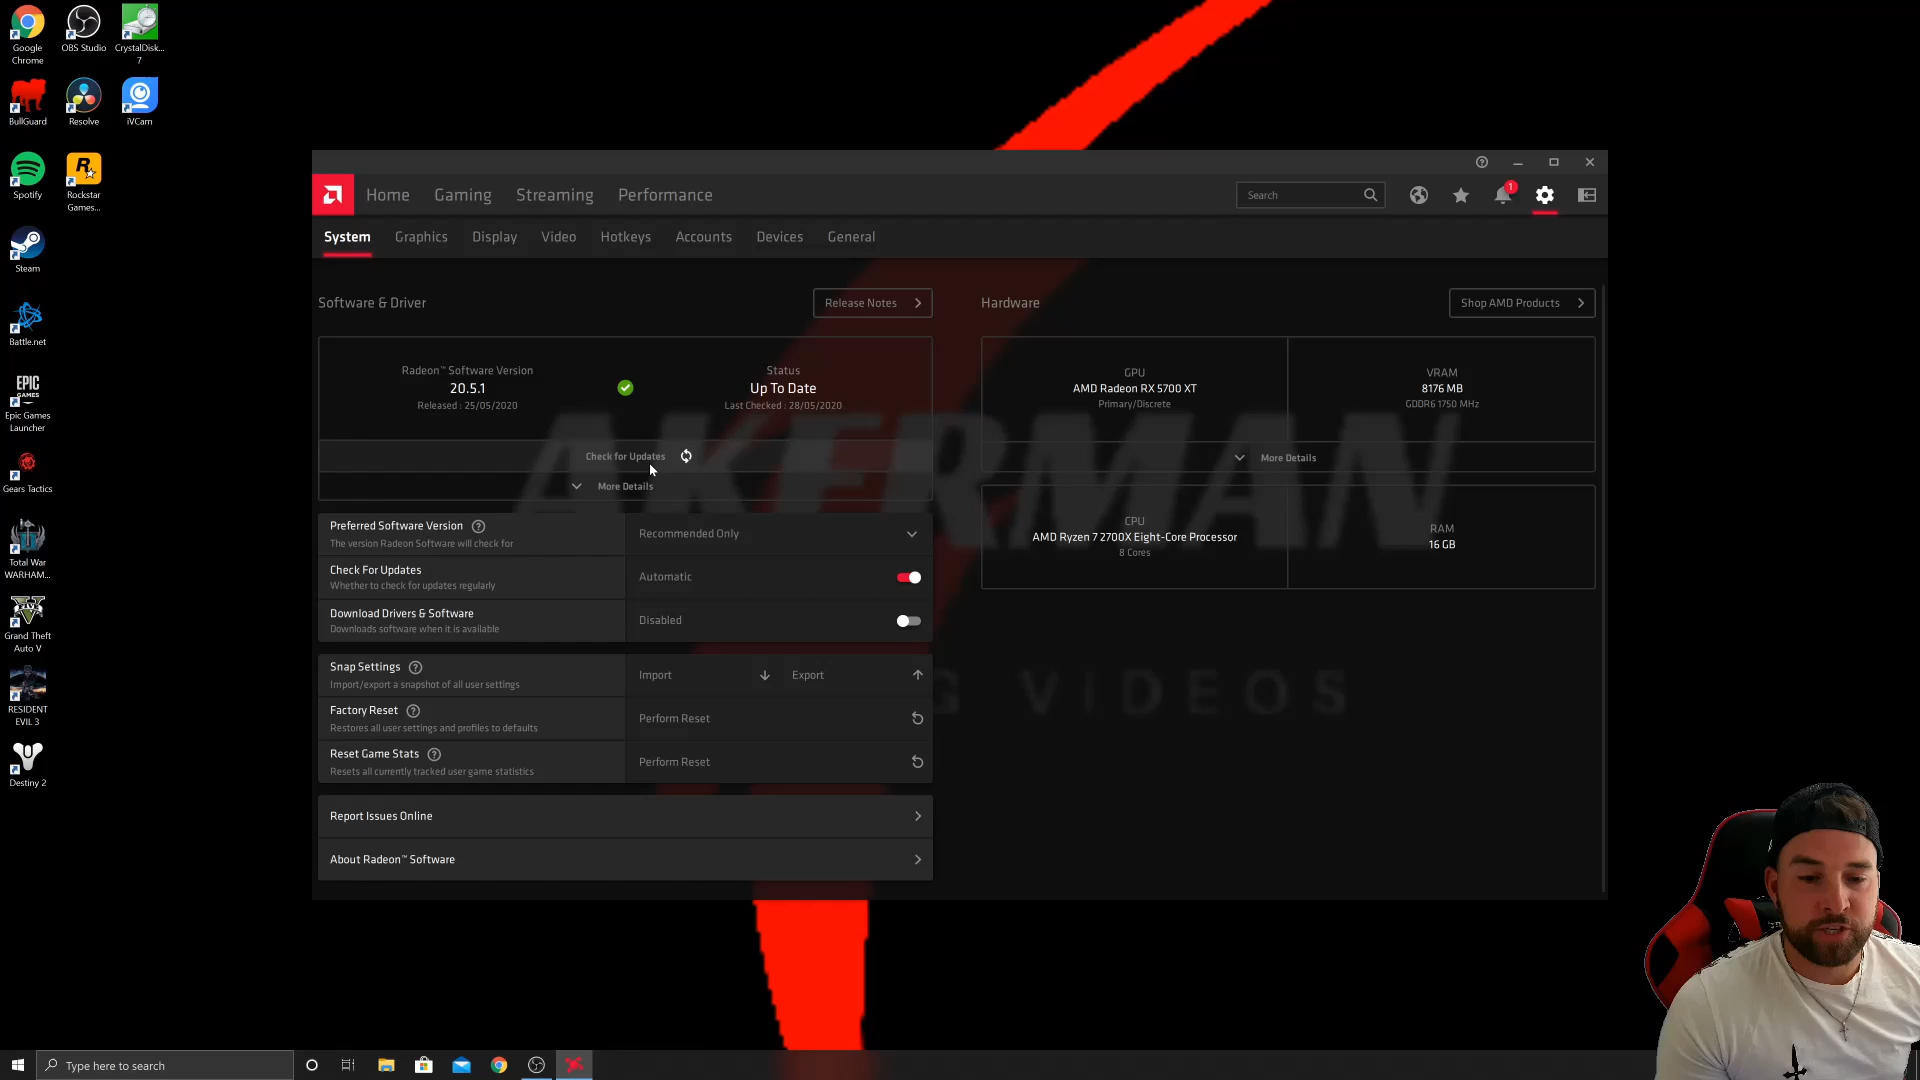 Google
Chrome
OBS Studio
CrystalDisk...
7
BullGuard
Resolve
iVCam
Spotify
Rockstar
Games...
Steam
Battle.net
EPIC
GAMES
Epic Games
Launcher
Gears Tactics
Total War
WARHAM...
Grand Theft
Auto V
RESIDENT
EVIL 3
Destiny 2
Home
Gaming
Streaming
Performance
Search
1
System
Graphics
Display
Video
Hotkeys
Accounts
Devices
General
Software & Driver
Release Notes
Radeon™ Software Version
20.5.1
Released : 25/05/2020
Status
Up To Date
Last Checked : 28/05/2020
Check for Updates
More Details
Preferred Software Version
The version Radeon Software will check for
Recommended Only
Check For Updates
Whether to check for updates regularly
Automatic
Download Drivers & Software
Downloads software when it is available
Disabled
Snap Settings
Import/export a snapshot of all user settings
Import
Export
Factory Reset
Restores all user settings and profiles to defaults
Perform Reset
Reset Game Stats
Resets all currently tracked user game statistics
Perform Reset
Report Issues Online
About Radeon™ Software
Hardware
Shop AMD Products
GPU
AMD Radeon RX 5700 XT
Primary/Discrete
VRAM
8176 MB
GDDR6 1750 MHz
More Details
CPU
AMD Ryzen 7 2700X Eight-Core Processor
8 Cores
RAM
16 GB
AKERMAN
G VIDEOS
Type here to search